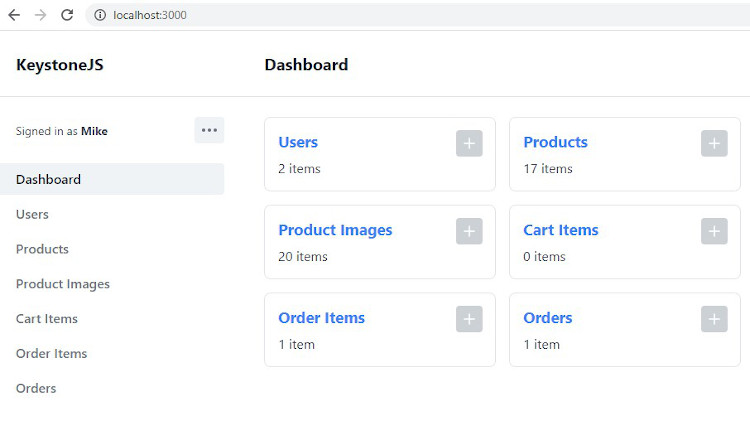 localhost:3000
KeystoneJS
Dashboard
Signed in as Mike
Dashboard
Users
Products
Product Images
Cart Items
Order Items
Orders
Users
2 items
Products
17 items
Product Images
20 items
Cart Items
0 items
Order Items
1 item
Orders
1 item